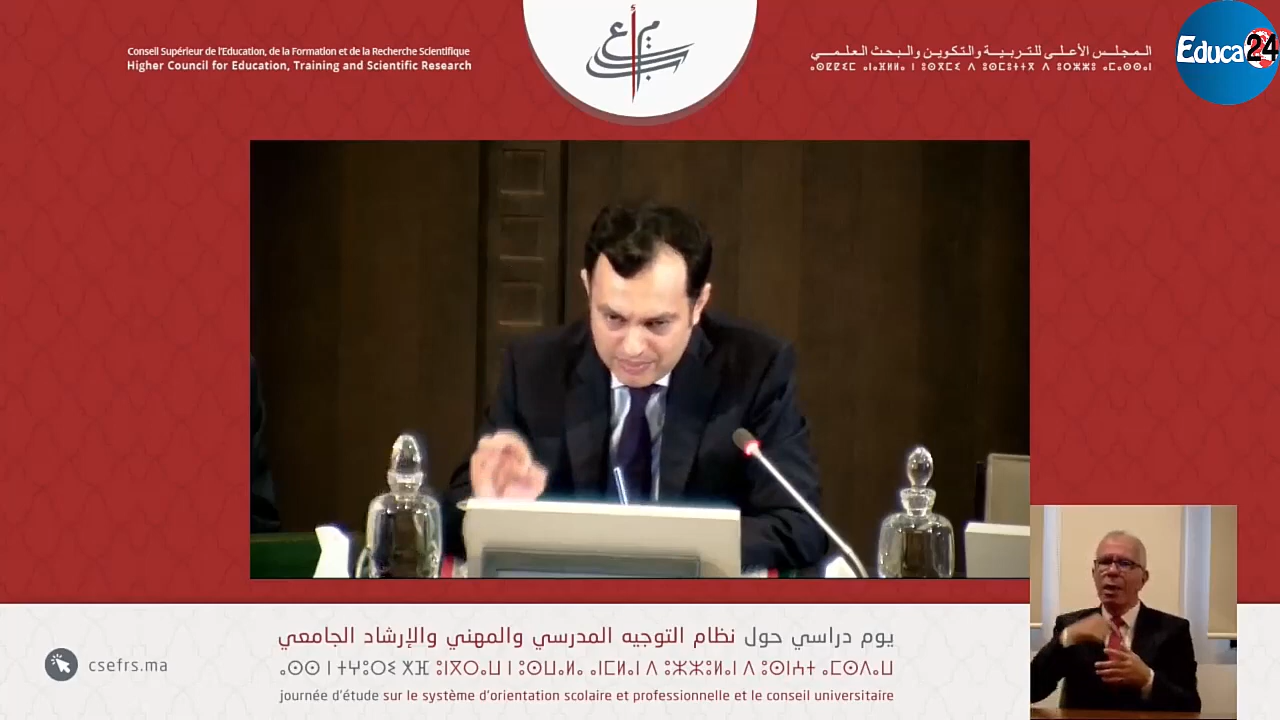 Conseil Supérieur de l'Education, de la Formation et de la Recherche Scientifique
Higher Council for Education, Training and Scientific Research
المجلس الأعلى للتربية والتكوين والبحث العلمي
Educa24
csefrs.ma
يوم دراسي حول نظام التوجيه المدرسي والمهني والإرشاد الجامعي
journée d'étude sur le système d'orientation scolaire et professionnelle et le conseil universitaire